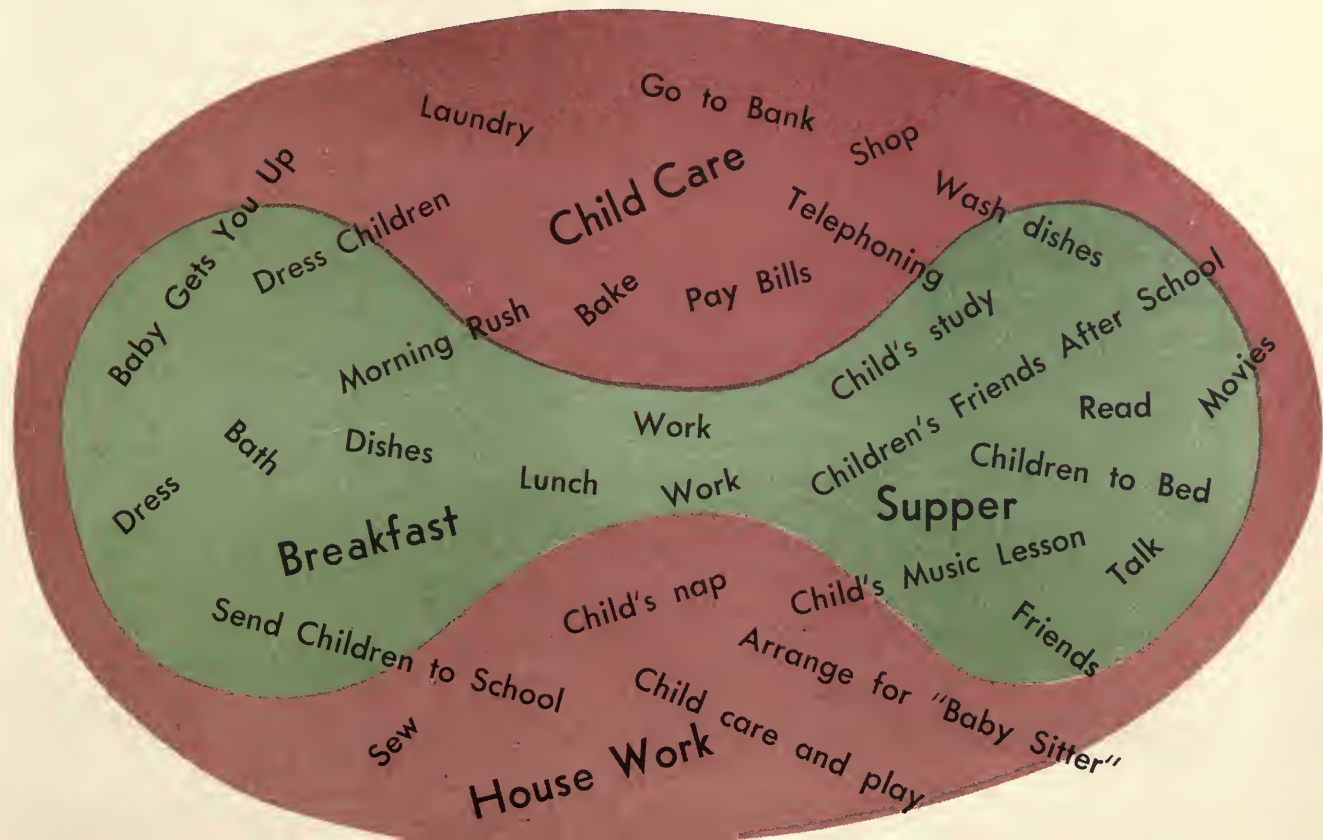 Laundry
Go to Bank
Shop
Baby Gets You Up
Dress Children
Child Care
Telephoning
Wash dishes
Morning Rush
Bake
Pay Bills
Child's study
Children's Friends After School
Movies
Read
Work
Bath
Dishes
Lunch
Work
Children to Bed
Dress
Breakfast
Supper
Child's Music Lesson
Talk
Child's nap
Send Children to School
Friends
Arrange for "Baby Sitter"
Sew
Child care and play
House Work